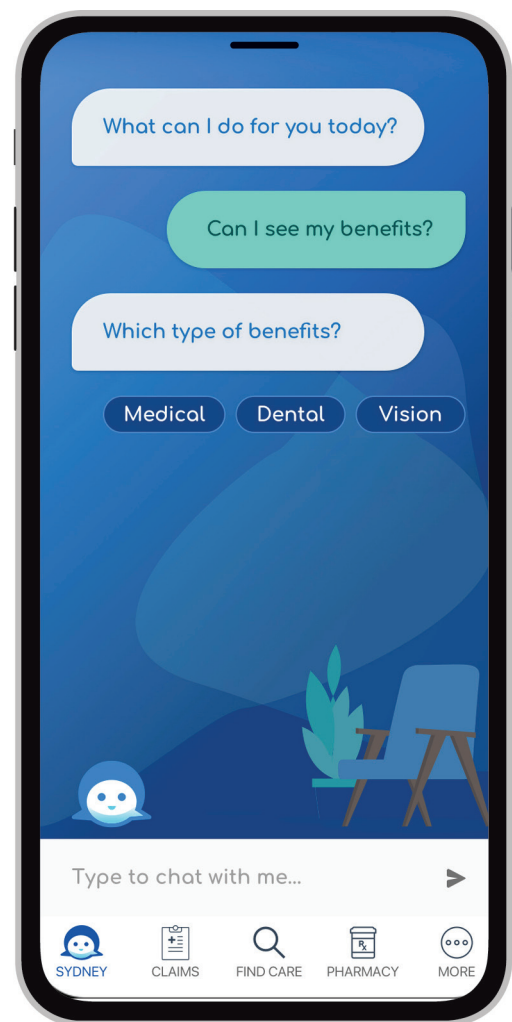 What can I do for you today?
Can I see my benefits?
Which type of benefits?
Medical Dental Vision
Type to chat with me...
Rx
SYDNEY CLAIMS FIND CARE PHARMACY MORE